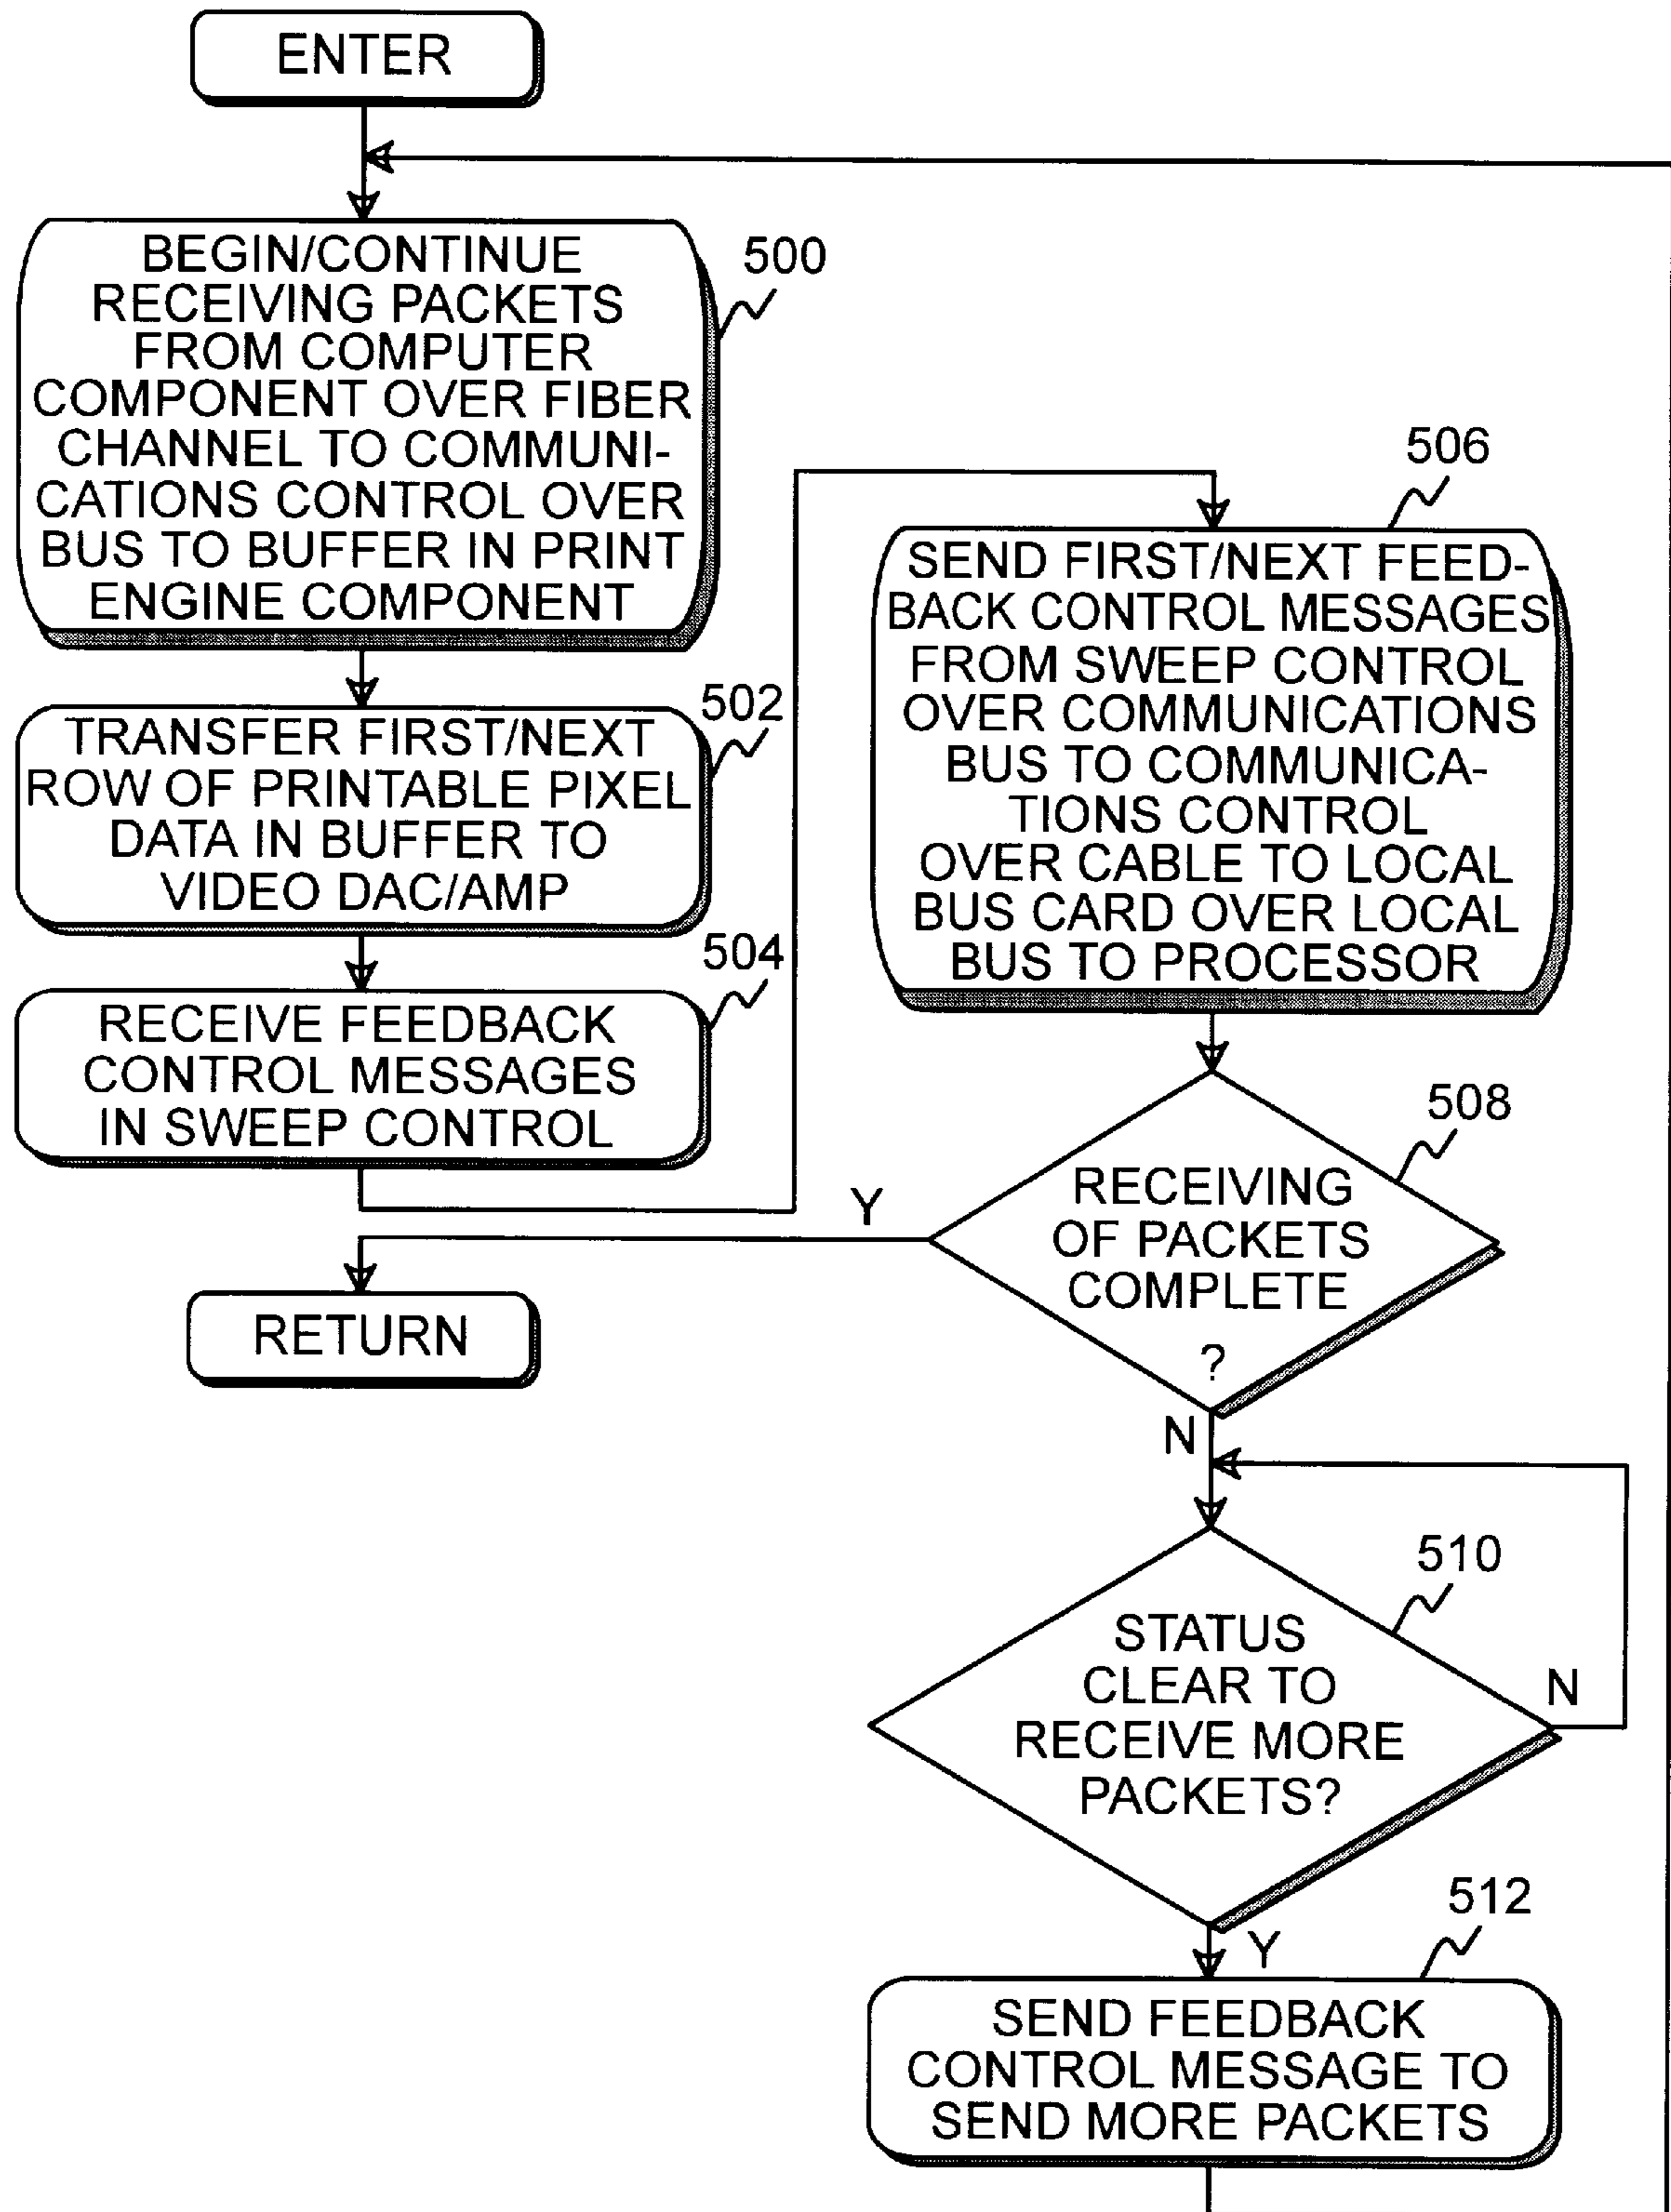 ENTER
BEGIN/CONTINUE
RECEIVING PACKETS
FROM COMPUTER
COMPONENT OVER FIBER
CHANNEL TO COMMUNI-
CATIONS CONTROL OVER
BUS TO BUFFER IN PRINT
ENGINE COMPONENT
500
TRANSFER FIRST/NEXT
ROW OF PRINTABLE PIXEL
DATA IN BUFFER TO
VIDEO DAC/AMP
502
RECEIVE FEEDBACK
CONTROL MESSAGES
IN SWEEP CONTROL
504
506
SEND FIRST/NEXT FEED-
BACK CONTROL MESSAGES
FROM SWEEP CONTROL
OVER COMMUNICATIONS
BUS TO COMMUNICA-
TIONS CONTROL
OVER CABLE TO LOCAL
BUS CARD OVER LOCAL
BUS TO PROCESSOR
508
RECEIVING
OF PACKETS
COMPLETE
?
Y
RETURN
N
510
STATUS
CLEAR TO
RECEIVE MORE
PACKETS?
N
Y
512
SEND FEEDBACK
CONTROL MESSAGE TO
SEND MORE PACKETS